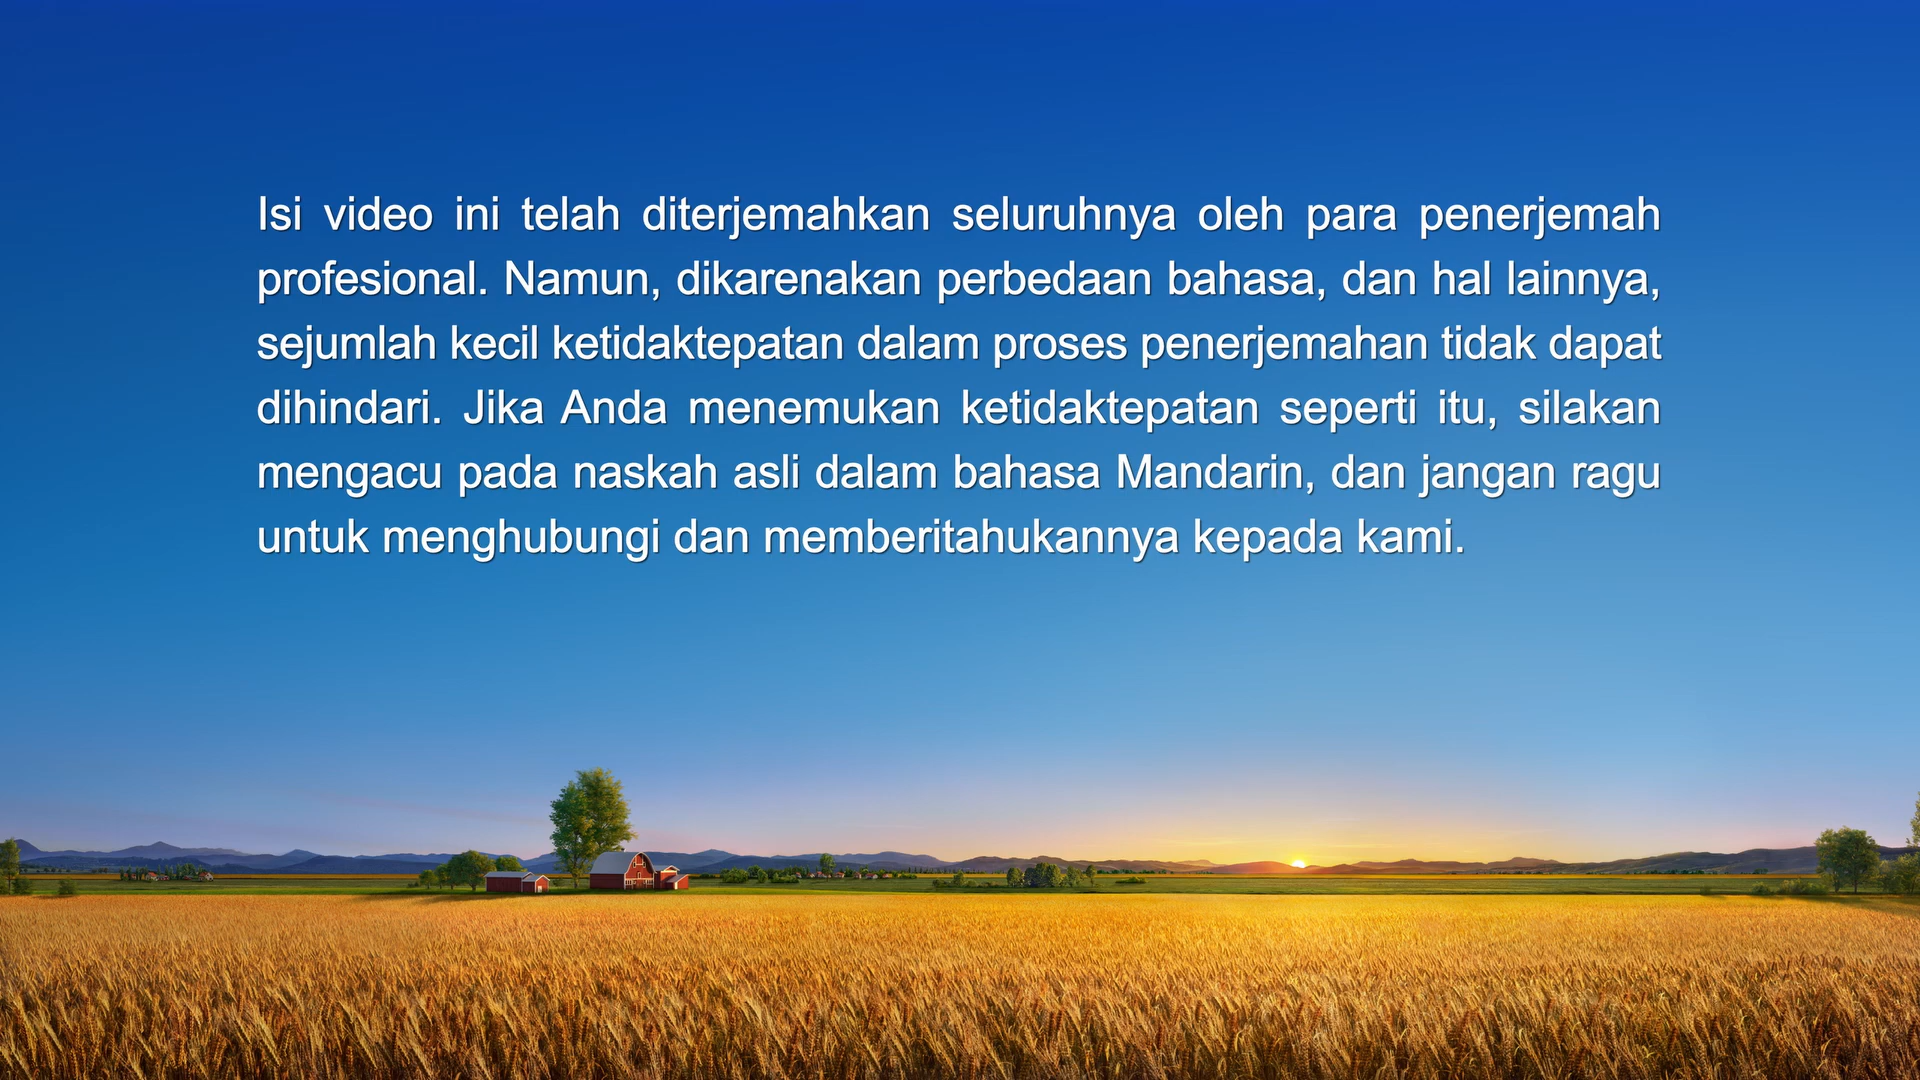 Isi video ini telah diterjemahkan seluruhnya oleh para penerjemah
profesional. Namun, dikarenakan perbedaan bahasa, dan hal lainnya,
sejumlah kecil ketidaktepatan dalam proses penerjemahan tidak dapat
dihindari. Jika Anda menemukan ketidaktepatan seperti itu, silakan
mengacu pada naskah asli dalam bahasa Mandarin, dan jangan ragu
untuk menghubungi dan memberitahukannya kepada kami.